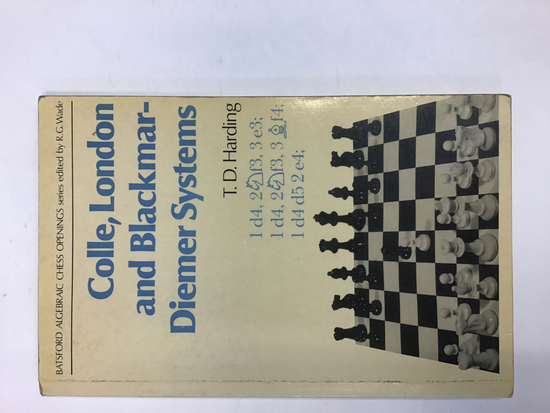 BATSFORD ALGEBRAIC CHESS OPENINGS series edited by R.G. Wade
Colle, London
and Blackmar-
Diemer Systems
T. D. Harding
1 d4, 2♘f3, 3 e3;
1 d4, 2♘f3, 3♗f4;
1 d4 d5 2 e4;